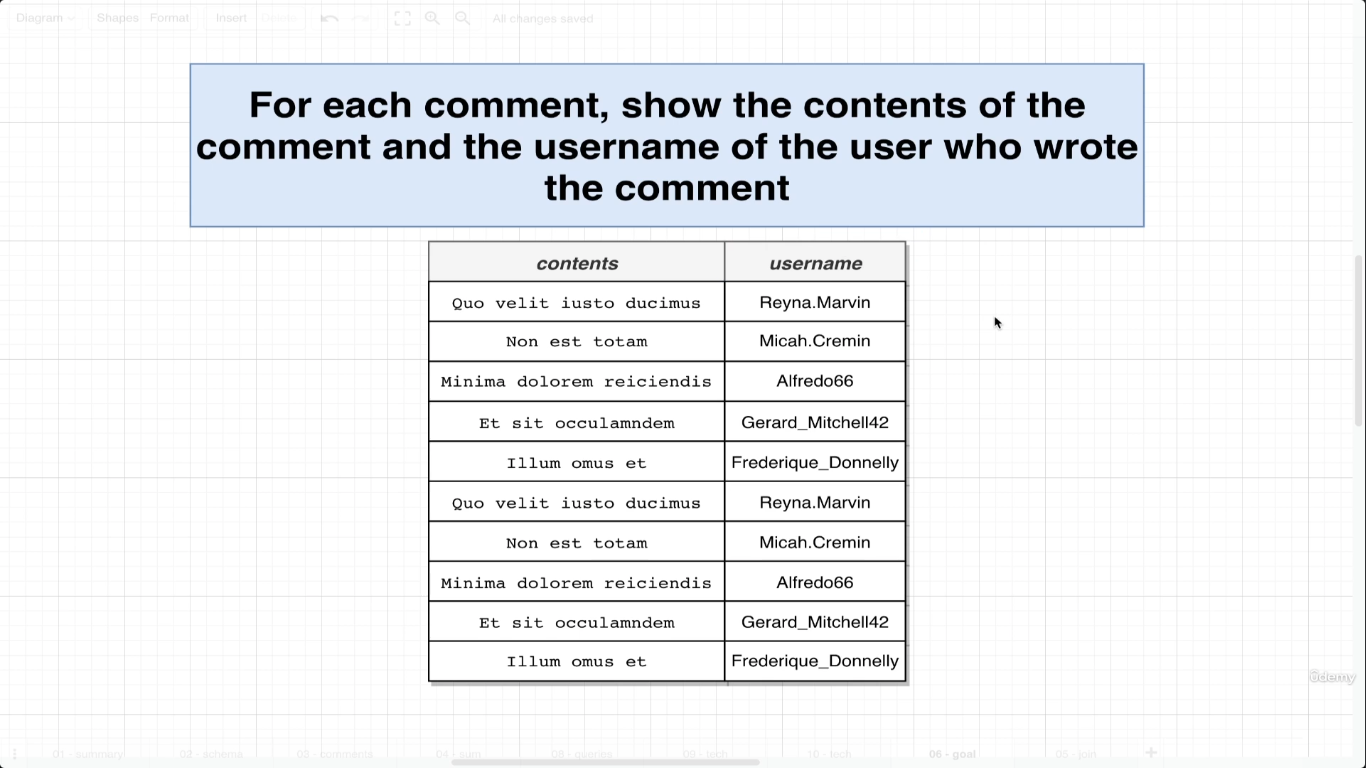 Diagram Shapes Format Insert Delete All changes saved
For each comment, show the contents of the
comment and the username of the user who wrote
the comment
contents username
Quo velit iusto ducimus Reyna.Marvin
Non est totam Micah.Cremin
Minima dolorem reiciendis Alfredo66
Et sit occulamndem Gerard_Mitchell42
Illum omus et Frederique_Donnelly
Quo velit iusto ducimus Reyna.Marvin
Non est totam Micah.Cremin
Minima dolorem reiciendis Alfredo66
Et sit occulamndem Gerard_Mitchell42
Illum omus et Frederique_Donnelly
ûdemy
01 - summary 02 - schema 03 - comments 04 - sum 08 - queries 09 - tech 10 - tech 06 - goal 05 - join